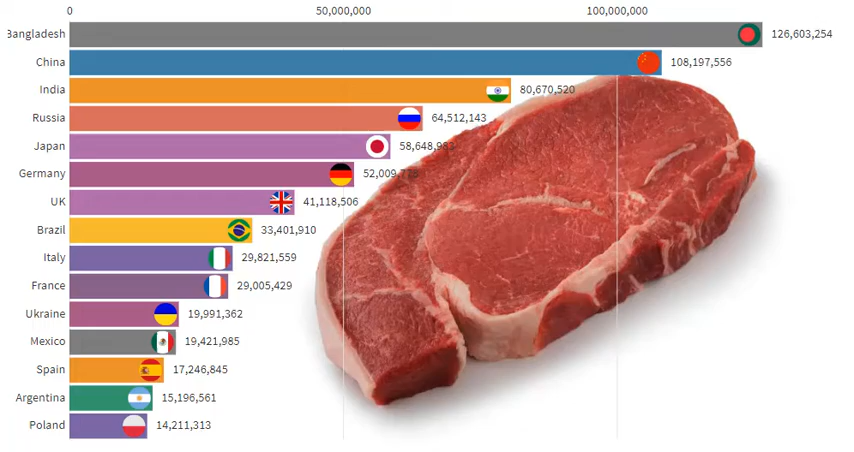 0 50,000,000 100,000,000
Bangladesh 126,603,254
China 108,197,556
India 80,670,520
Russia 64,512,143
Japan
Germany
UK 41,118,506
Brazil 33,401,910
Italy 29,821,559
France 29,005,429
Ukraine 19,991,362
Mexico 19,421,985
Spain 17,246,845
Argentina 15,196,561
Poland 14,211,313